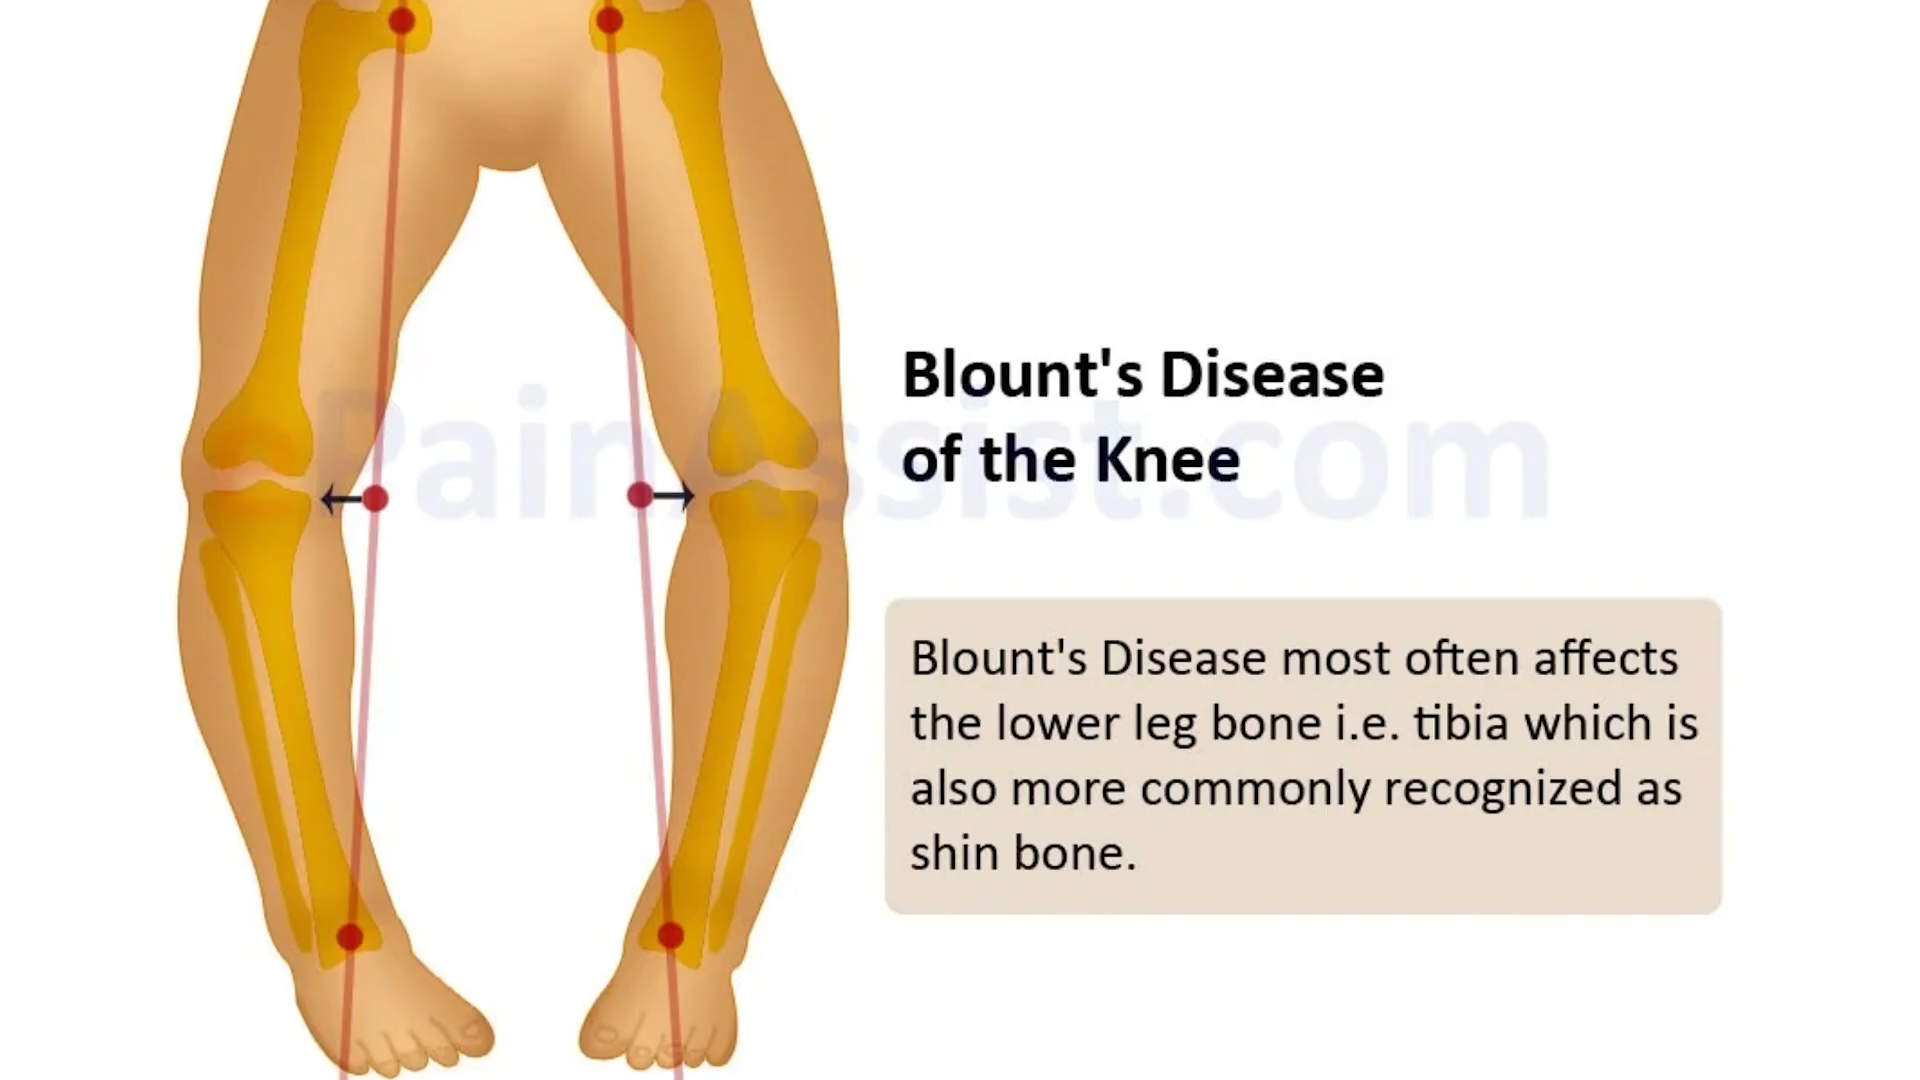 ePainAssist.com
Blount's Disease
of the Knee
Blount's Disease most often affects
the lower leg bone i.e. tibia which is
also more commonly recognized as
shin bone.